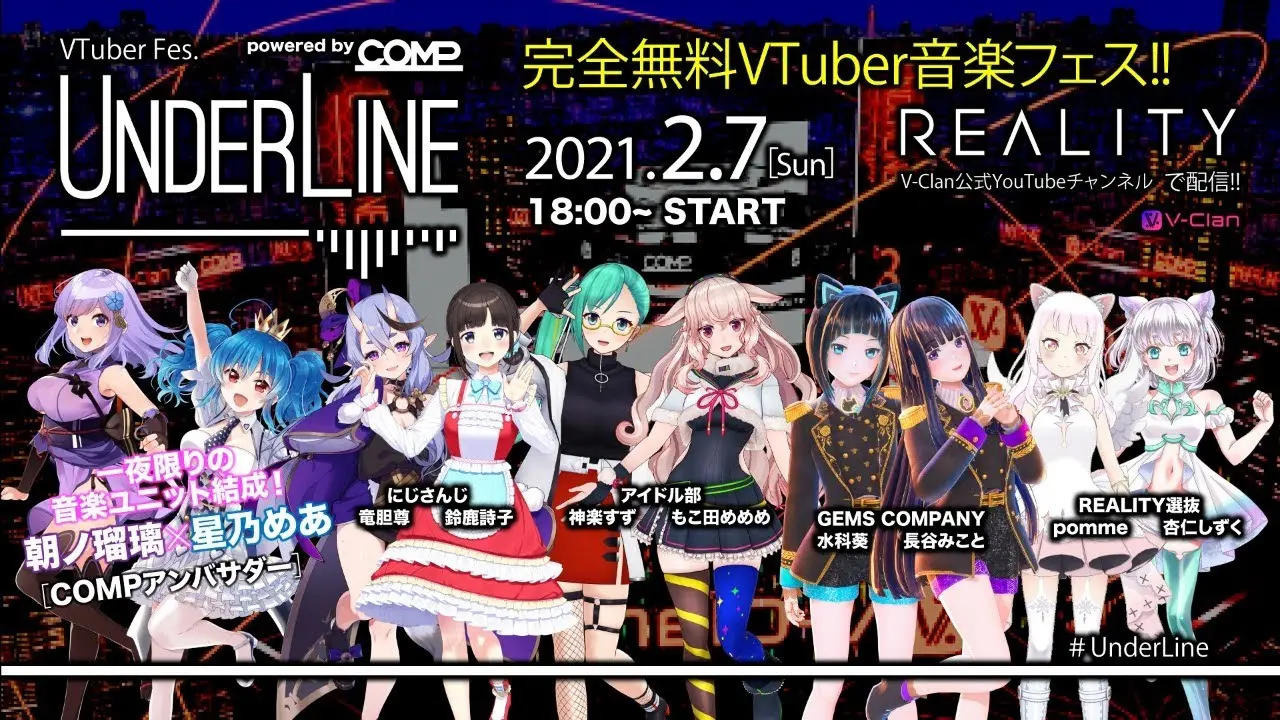 VTuber Fes.
powered by COMP
UNDERLINE
完全無料VTuber音楽フェス!!
2021.2.7[Sun]
18:00~ START
REALITY
V-Clan公式YouTubeチャンネル で配信!!
V-Clan
COMP
一夜限りの
音楽ユニット結成!
朝ノ瑠璃×星乃めあ
[COMPアンバサダー]
にじさんじ
竜胆尊 鈴鹿詩子
アイドル部
神楽すず もこ田めめめ
GEMS COMPANY
水科葵 長谷みこと
REALITY選抜
pomme 杏仁しずく
#UnderLine